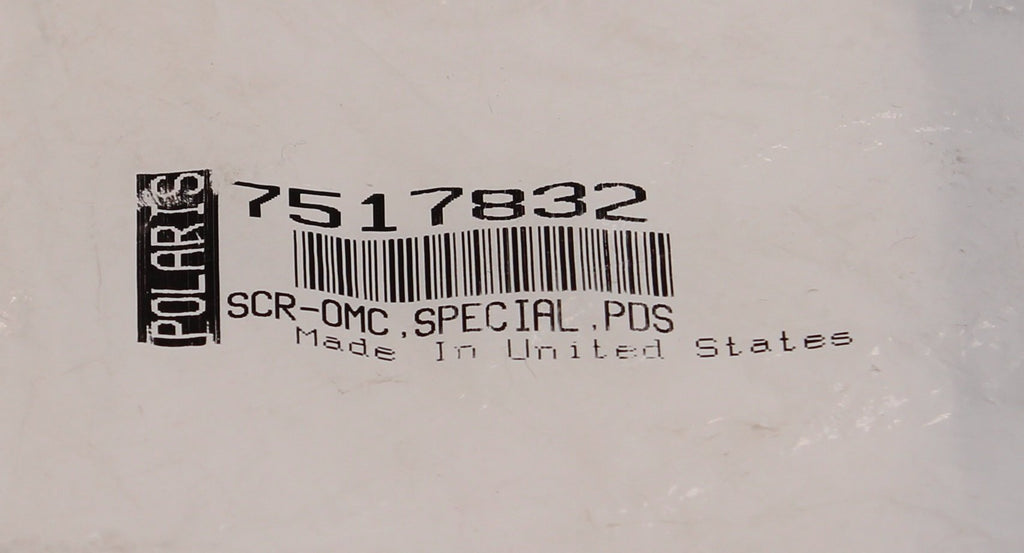 POLARIS
7517832
SCR-OMC,SPECIAL,PDS
Made In United States